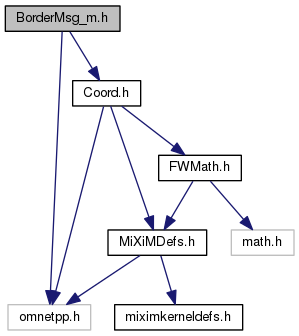 BorderMsg_m.h
Coord.h
FWMath.h
MiXiMDefs.h
math.h
omnetpp.h
miximkerneldefs.h